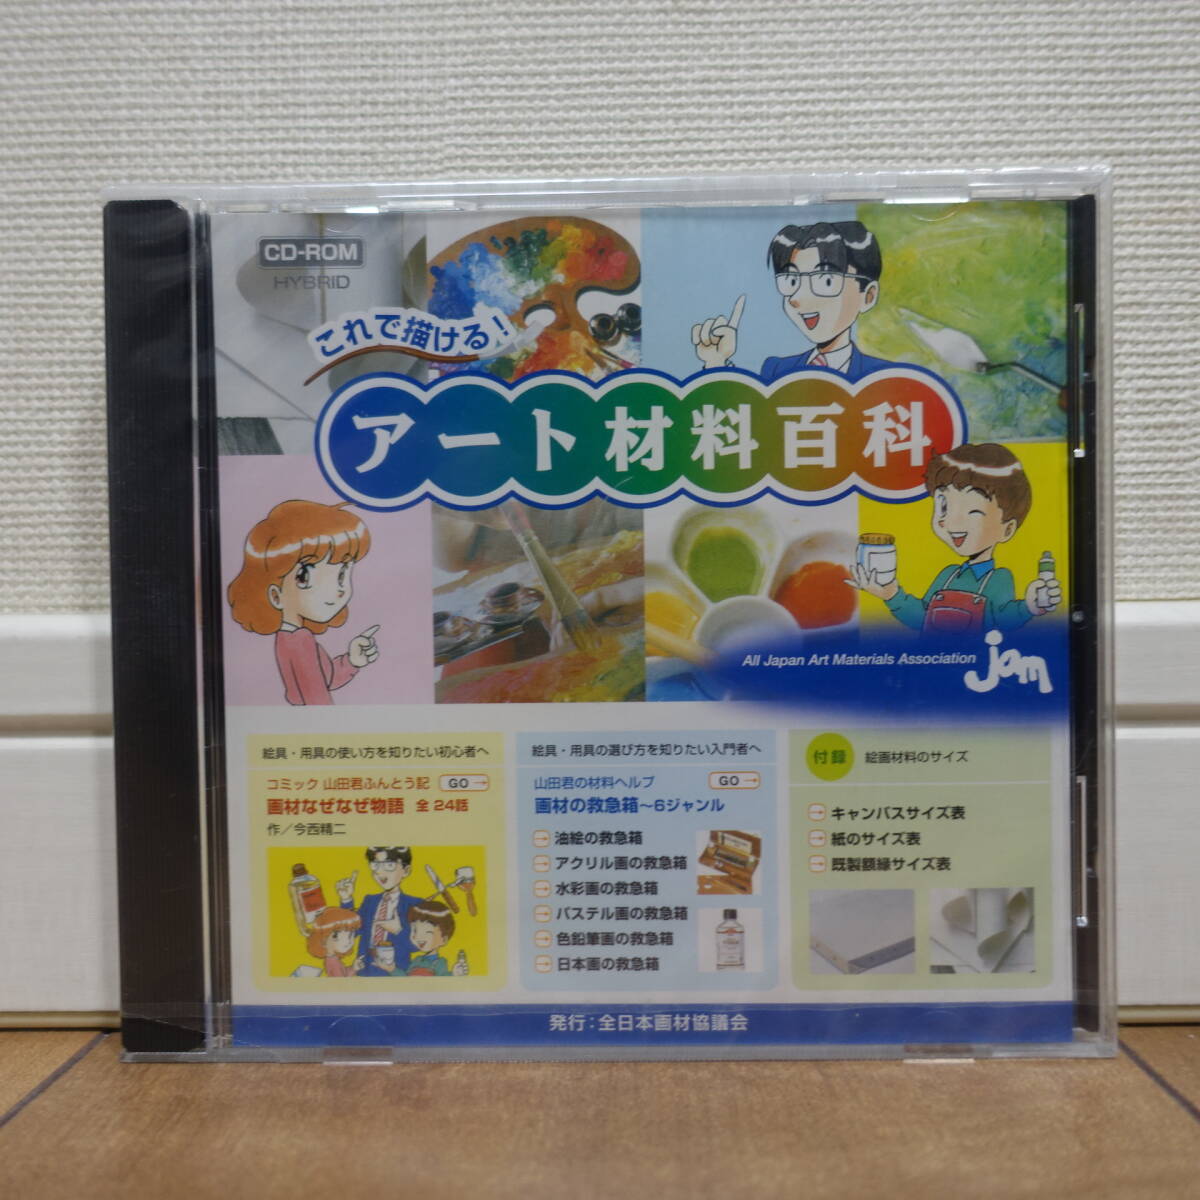 CD-ROM
HYBRID
これで描ける!
アート材料百科
All Japan Art Materials Association
jam
絵具・用具の使い方を知りたい初心者へ
コミック 山田君ふんとう記 GO→
画材なぜなぜ物語 全24話
作／今西精二
絵具・用具の選び方を知りたい入門者へ
山田君の材料ヘルプ GO→
画材の救急箱〜6ジャンル
油絵の救急箱
アクリル画の救急箱
水彩画の救急箱
パステル画の救急箱
色鉛筆画の救急箱
日本画の救急箱
付録 絵画材料のサイズ
キャンバスサイズ表
紙のサイズ表
既製額縁サイズ表
発行：全日本画材協議会